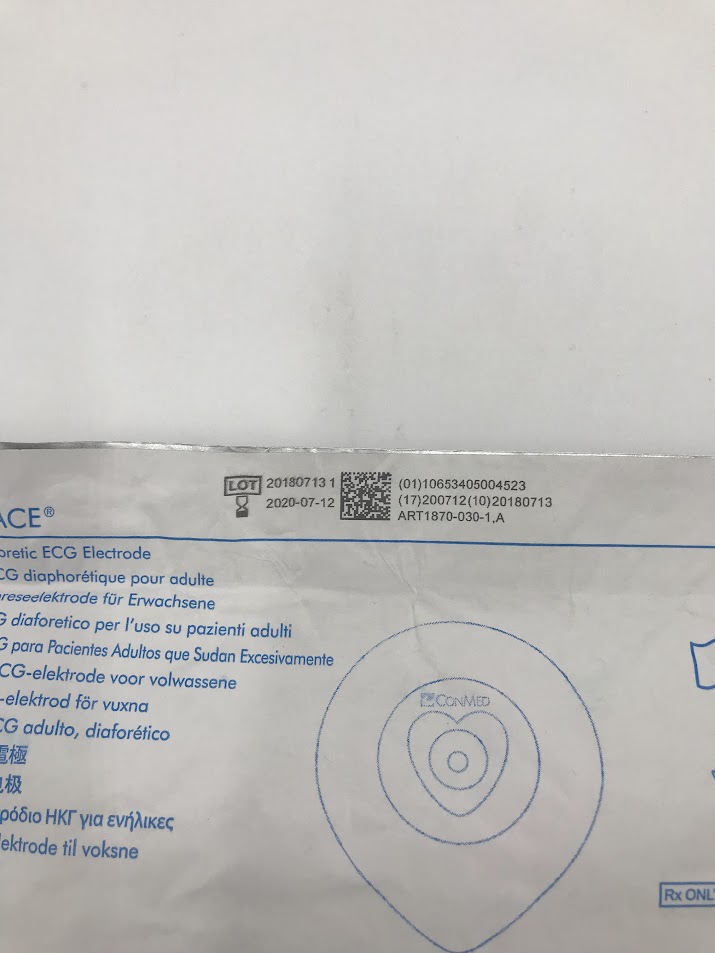 LOT 20180713 1
2020-07-12
(01)10653405004523
(17)200712(10)20180713
ART1870-030-1,A
ACE®
oretic ECG Electrode
CG diaphorétique pour adulte
reseelektrode für Erwachsene
G diaforetico per l'uso su pazienti adulti
G para Pacientes Adultos que Sudan Excesivamente
CG-elektrode voor volwassene
-elektrod för vuxna
CG adulto, diaforético
電極
电极
ρόδιο ΗΚΓ για ενήλικες
elektrode til voksne
CONMED
Rx ONL